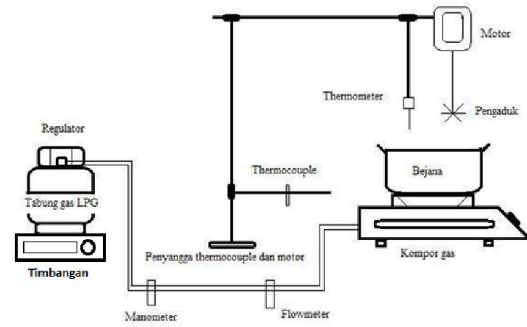 Motor
Thermometer
Pengaduk
Regulator
Thermocouple
Bejana
Tabung gas LPG
Timbangan
Penyangga thermocouple dan motor
Kompor gas
Manometer
Flowmeter